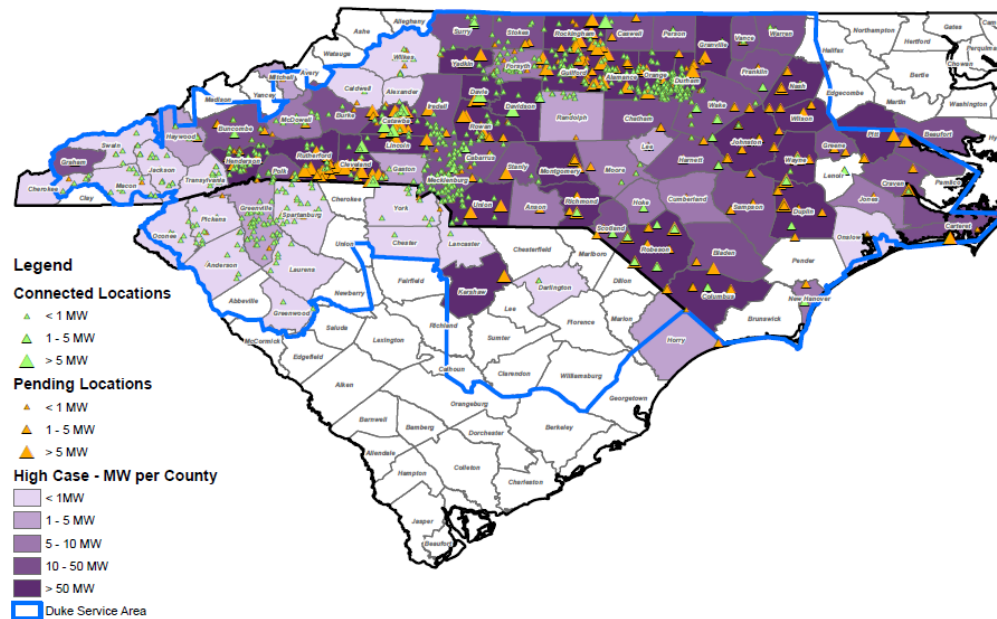 Ashe
Alleghany
Surry
Stokes
Rockingham
Caswell
Person
Granville
Vance
Warren
Halifax
Northampton
Hertford
Gates
Bertie
Chowan
Watauga
Wilkes
Yadkin
Forsyth
Guilford
Alamance
Orange
Durham
Franklin
Nash
Edgecombe
Martin
Washington
Mitchell
Avery
Yancey
Caldwell
Alexander
Iredell
Davie
Davidson
Randolph
Chatham
Wake
Wilson
Pitt
Beaufort
Madison
Haywood
Buncombe
McDowell
Burke
Catawba
Lincoln
Rowan
Cabarrus
Lee
Johnston
Greene
Wayne
Lenoir
Craven
Pamlico
Swain
Graham
Jackson
Henderson
Rutherford
Cleveland
Gaston
Polk
Mecklenburg
Stanly
Montgomery
Moore
Harnett
Cherokee
Clay
Macon
Transylvania
Union
Anson
Richmond
Hoke
Cumberland
Sampson
Duplin
Jones
Onslow
Carteret
Oconee
Pickens
Greenville
Spartanburg
Cherokee
York
Chester
Lancaster
Chesterfield
Marlboro
Scotland
Robeson
Bladen
Pender
Columbus
New Hanover
Brunswick
Anderson
Laurens
Union
Abbeville
Greenwood
Newberry
Fairfield
Kershaw
Darlington
Dillon
Lee
Marion
Horry
Florence
McCormick
Saluda
Edgefield
Lexington
Richland
Sumter
Calhoun
Clarendon
Williamsburg
Georgetown
Aiken
Orangeburg
Barnwell
Bamberg
Dorchester
Berkeley
Allendale
Colleton
Hampton
Charleston
Jasper
Beaufort
Legend
Connected Locations
< 1 MW
1 - 5 MW
> 5 MW
Pending Locations
< 1 MW
1 - 5 MW
> 5 MW
High Case - MW per County
< 1MW
1 - 5 MW
5 - 10 MW
10 - 50 MW
> 50 MW
Duke Service Area